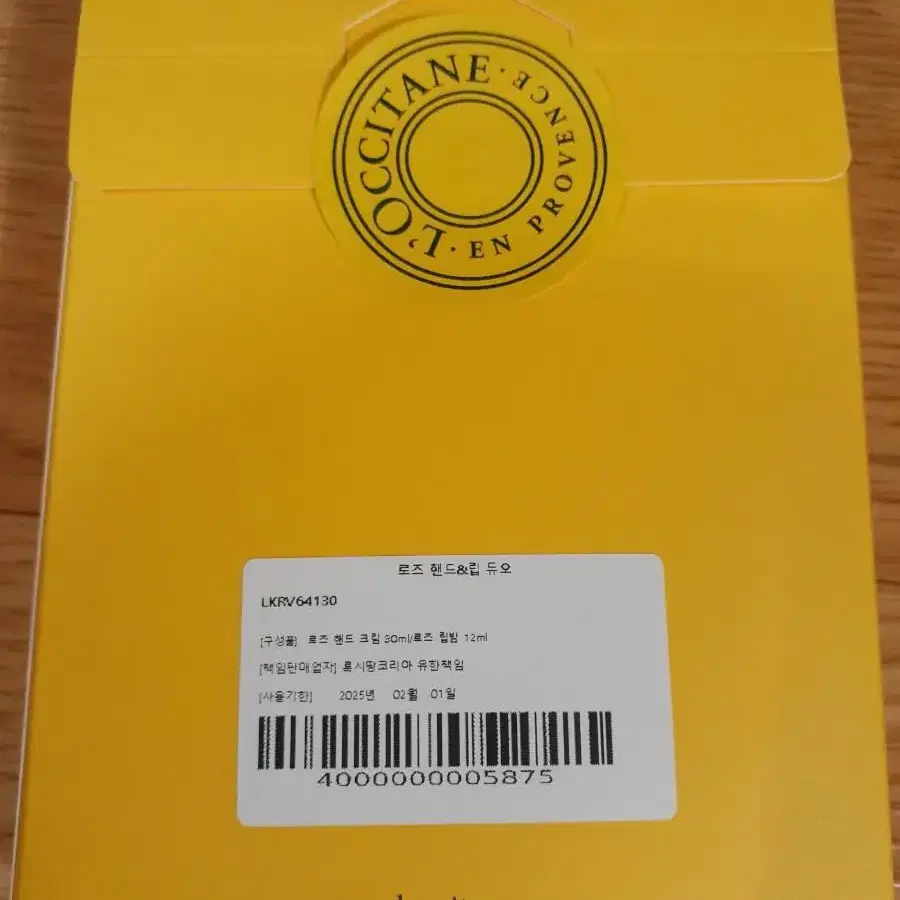 L'OCCITANE · EN PROVENCE ·
로즈 핸드&립 듀오
LKRV64130
[구성품] 로즈 핸드 크림 30ml/로즈 립밤 12ml
[책임판매업자] 록시땅코리아 유한책임
[사용기한] 2025년 02월 01일
4000000005875